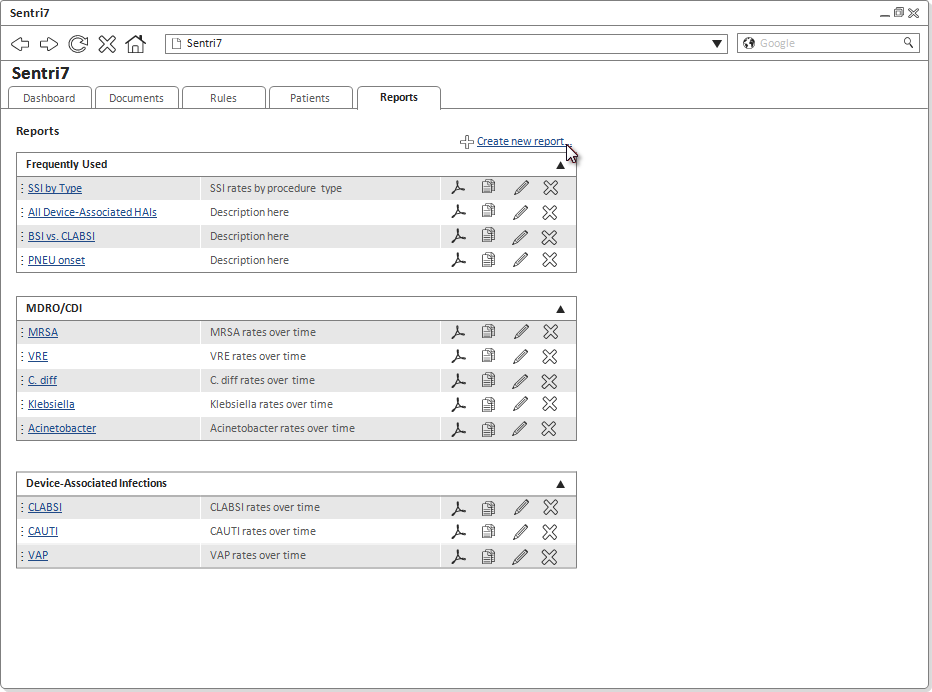 Sentri7
Sentri7
Google
Sentri7
Dashboard
Documents
Rules
Patients
Reports
Reports
Create new report...
Frequently Used
SSI by Type SSI rates by procedure type
All Device-Associated HAIs Description here
BSI vs. CLABSI Description here
PNEU onset Description here
MDRO/CDI
MRSA MRSA rates over time
VRE VRE rates over time
C. diff C. diff rates over time
Klebsiella Klebsiella rates over time
Acinetobacter Acinetobacter rates over time
Device-Associated Infections
CLABSI CLABSI rates over time
CAUTI CAUTI rates over time
VAP VAP rates over time